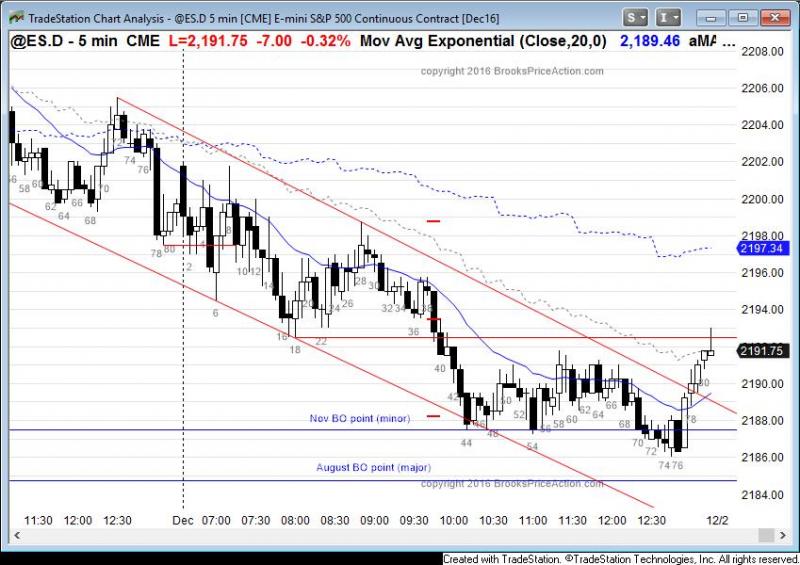 TradeStation Chart Analysis - @ES.D 5 min [CME] E-mini S&P 500 Continuous Contract [Dec16]
S I
@ES.D - 5 min CME L=2,191.75 -7.00 -0.32% Mov Avg Exponential (Close,20,0) 2,189.46 aMA ...
2208.00
copyright 2016 BrooksPriceAction.com
2206.00
2204.00
2202.00
2200.00
2198.00
2197.34
2196.00
2194.00
2191.75
2190.00
2188.00
2186.00
2184.00
58 60 62 64 66 68 70
74 76
78 80
2
6
10 12
16 18 20 22 24 26 28 30
32 34 36 38
40 42 44 46 48 50 52 54 56 58 60 62 64 66 68 70 72 74 76 78 80
Nov BO point (minor)
August BO point (major)
copyright 2016 BrooksPriceAction.com
11:30 12:00 12:30 Dec 07:00 07:30 08:00 08:30 09:00 09:30 10:00 10:30 11:00 11:30 12:00 12:30 12/2
Created with TradeStation. ©TradeStation Technologies, Inc. All rights reserved.